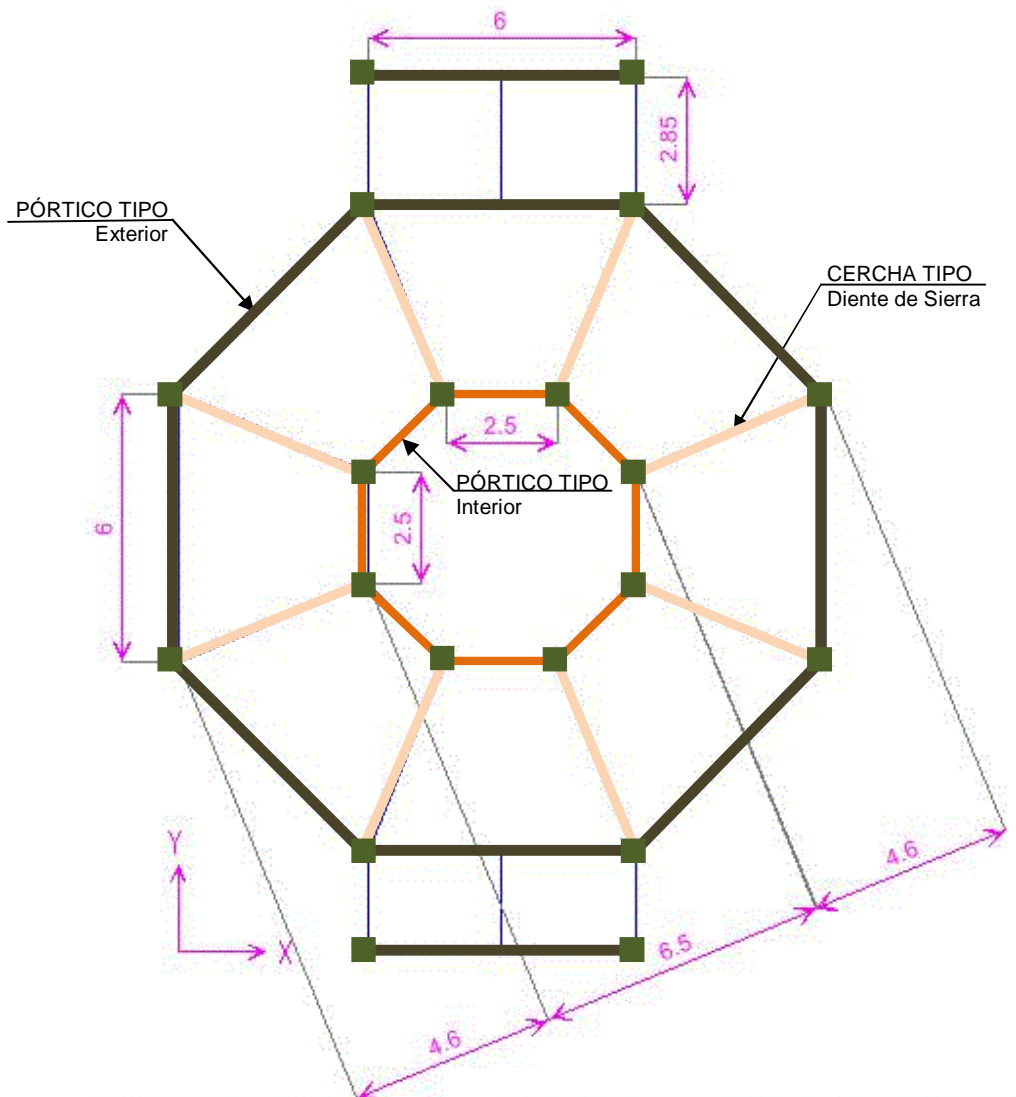 6
2.85
PÓRTICO TIPO
Exterior
CERCHA TIPO
Diente de Sierra
2.5
PÓRTICO TIPO
Interior
6
2.5
Y
X
4.6
6.5
4.6